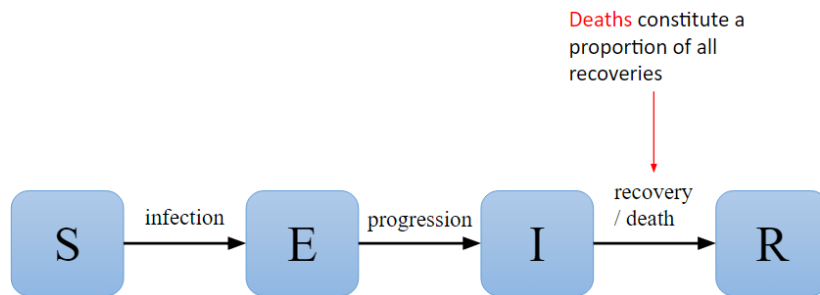 Deaths constitute a
proportion of all
recoveries
S
infection
E
progression
I
recovery
/ death
R